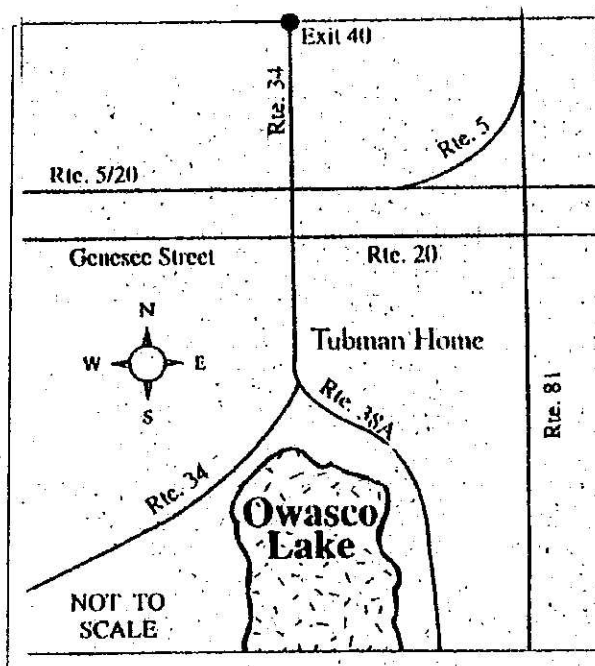 Exit 40
Rte. 34
Rte. 5
Rte. 5/20
Genesee Street
Rte. 20
N
W E
S
Tubman Home
Rte. 38A
Rte. 81
Rte. 34
Owasco
Lake
NOT TO
SCALE